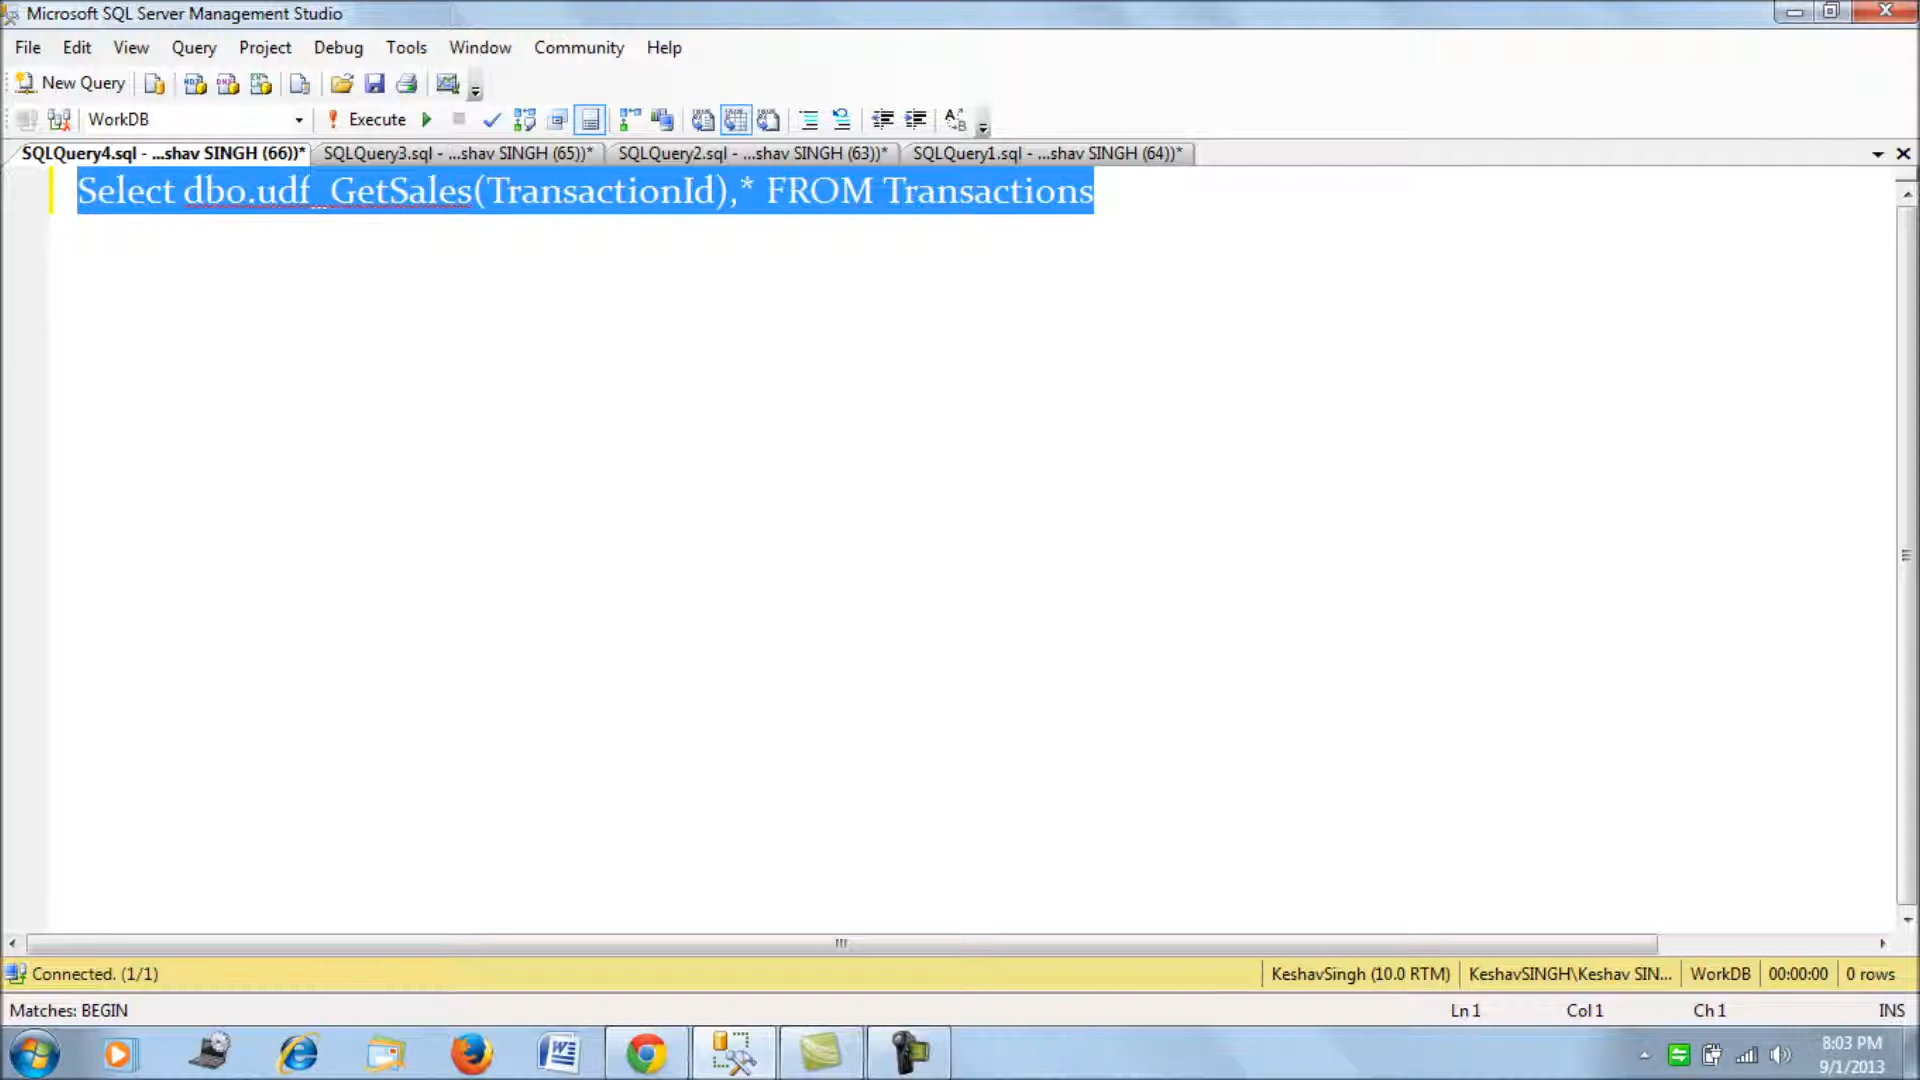 Microsoft SQL Server Management Studio
File Edit View Query Project Debug Tools Window Community Help
New Query
WorkDB Execute
SQLQuery4.sql - ...shav SINGH (66))* SQLQuery3.sql - ...shav SINGH (65))* SQLQuery2.sql - ...shav SINGH (63))* SQLQuery1.sql - ...shav SINGH (64))*
Select dbo.udf_GetSales(TransactionId),* FROM Transactions
Connected. (1/1) KeshavSingh (10.0 RTM) KeshavSINGH\Keshav SIN... WorkDB 00:00:00 0 rows
Matches: BEGIN Ln 1 Col 1 Ch 1 INS
8:03 PM
9/1/2013